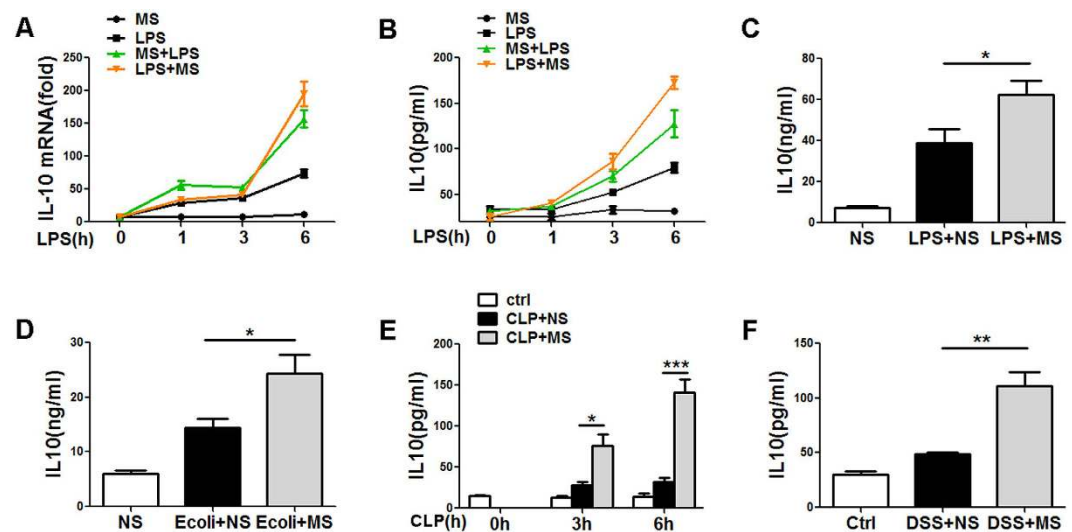 A
MS
LPS
MS+LPS
LPS+MS
IL-10 mRNA(fold)
250
200
150
100
50
0
LPS(h)
0 1 3 6
B
MS
LPS
MS+LPS
LPS+MS
IL10(pg/ml)
200
150
100
50
0
LPS(h)
0 1 3 6
C
*
IL10(ng/ml)
80
60
40
20
0
NS LPS+NS LPS+MS
D
*
IL10(ng/ml)
30
20
10
0
NS Ecoli+NS Ecoli+MS
E
ctrl
CLP+NS
CLP+MS
*
***
IL10(pg/ml)
200
150
100
50
0
CLP(h)
0h 3h 6h
F
**
IL10(pg/ml)
150
100
50
0
Ctrl DSS+NS DSS+MS